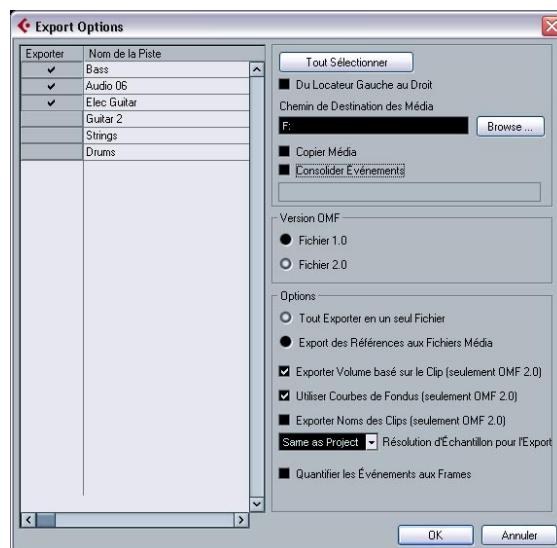 Export Options
Exporter Nom de la Piste
Bass
Audio 06
Elec Guitar
Guitar 2
Strings
Drums
Tout Sélectionner
Du Locateur Gauche au Droit
Chemin de Destination des Média
F: Browse ...
Copier Média
Consolider Événements
Version OMF
Fichier 1.0
Fichier 2.0
Options
Tout Exporter en un seul Fichier
Export des Références aux Fichiers Média
Exporter Volume basé sur le Clip (seulement OMF 2.0)
Utiliser Courbes de Fondus (seulement OMF 2.0)
Exporter Noms des Clips (seulement OMF 2.0)
Same as Project Résolution d'Échantillon pour l'Export
Quantifier les Événements aux Frames
OK Annuler